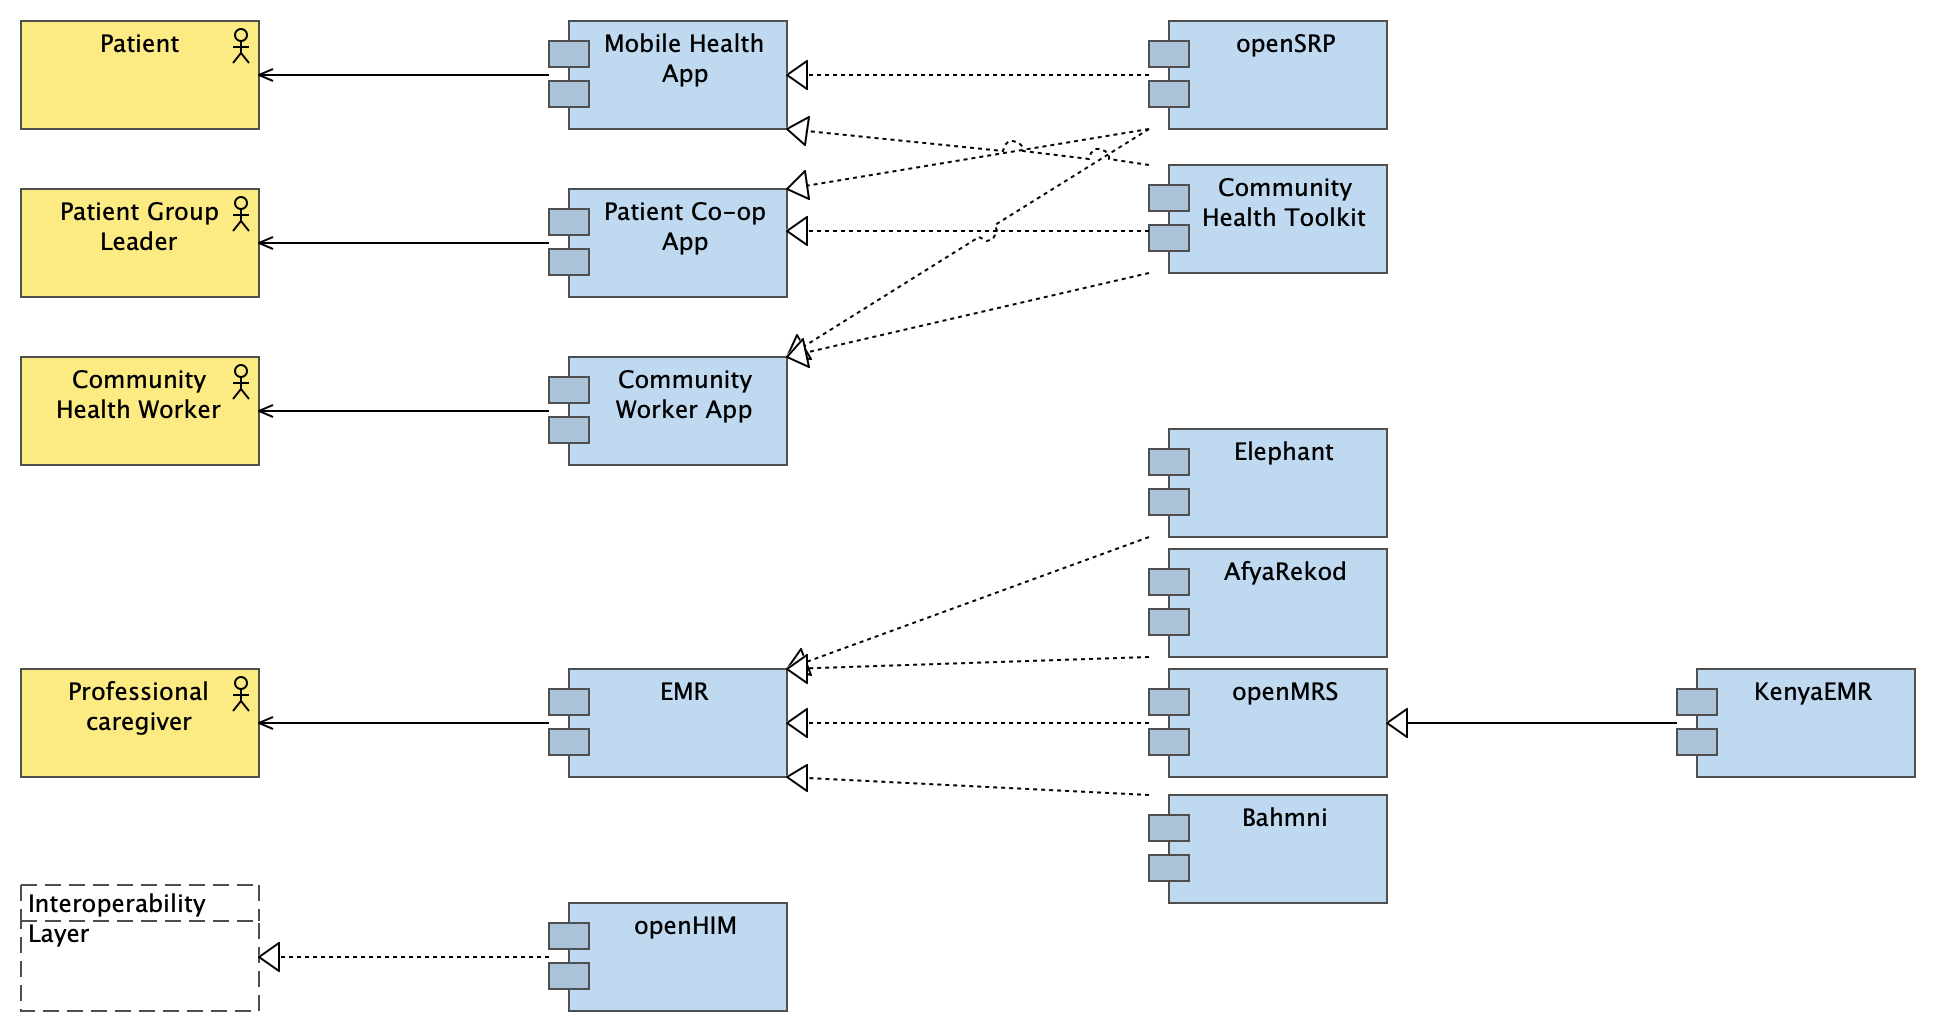 Patient
Mobile Health
App
openSRP
Patient Group
Leader
Patient Co-op
App
Community
Health Toolkit
Community
Health Worker
Community
Worker App
Elephant
AfyaRekod
Professional
caregiver
EMR
openMRS
KenyaEMR
Bahmni
Interoperability
Layer
openHIM